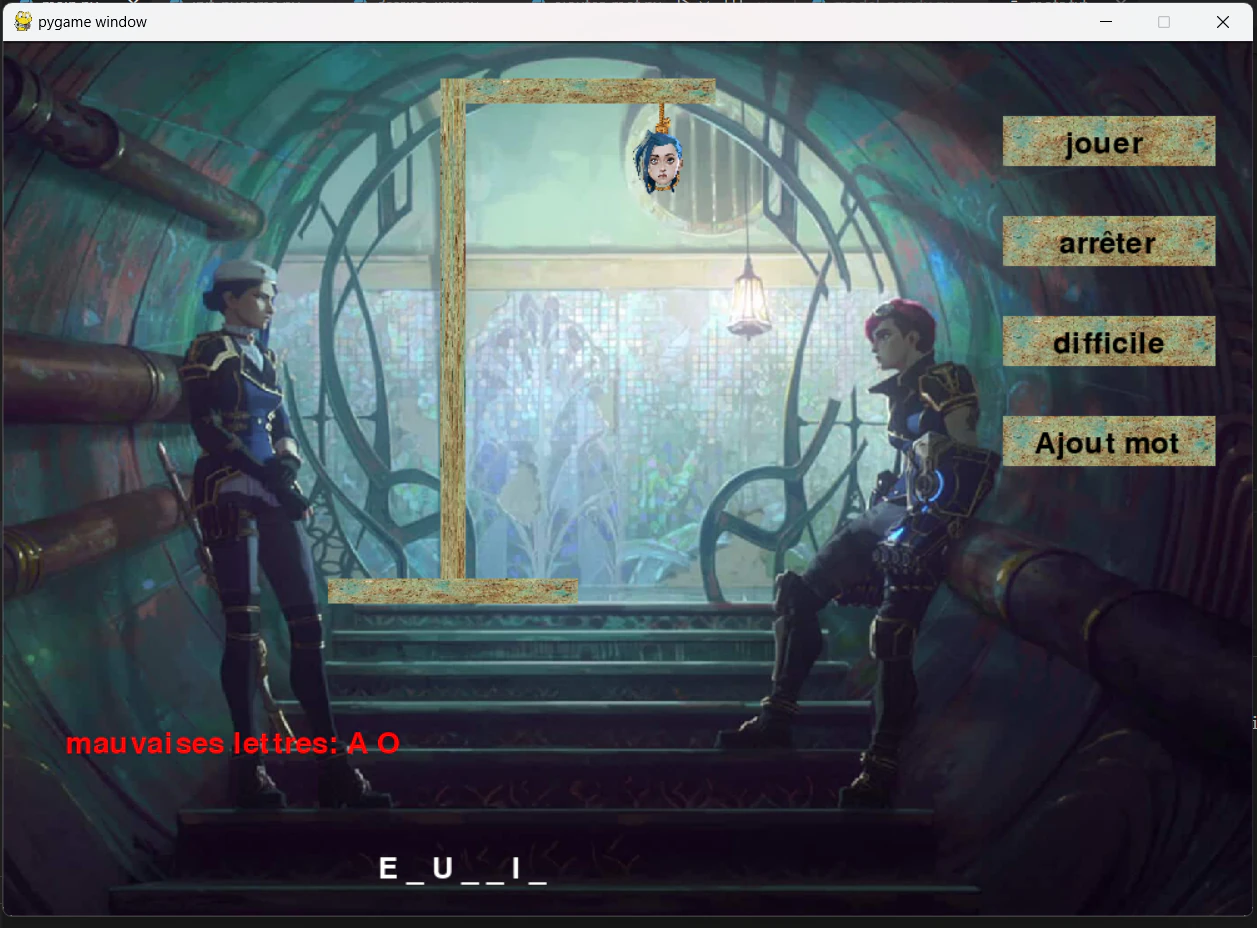 pygame window
jouer
arrêter
difficile
Ajout mot
mauvaises lettres: A O
E _ U _ _ I _